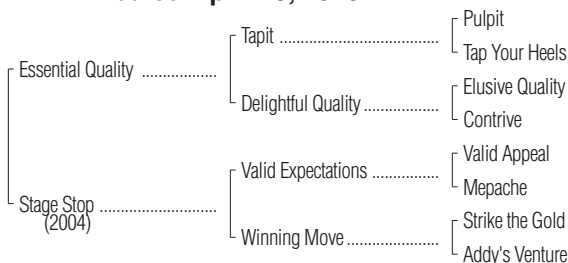 Pulpit
Tapit
Tap Your Heels
Essential Quality
Elusive Quality
Delightful Quality
Contrive
Valid Appeal
Valid Expectations
Mepache
Stage Stop
(2004)
Strike the Gold
Winning Move
Addy's Venture